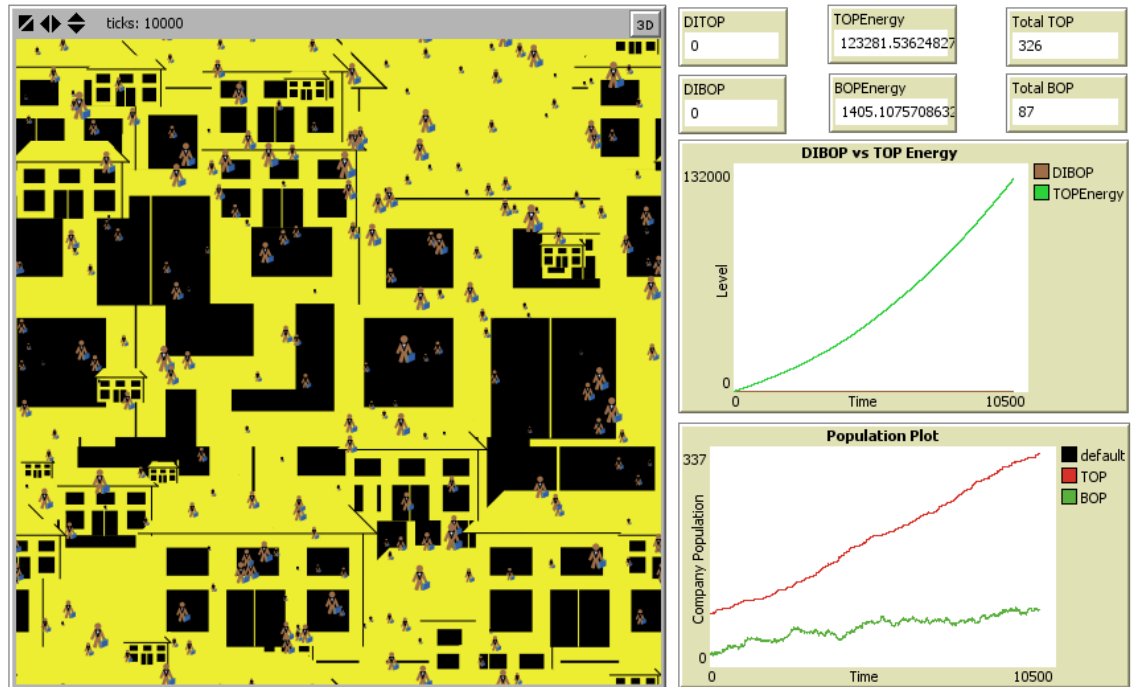 ticks: 10000
3D
DITOP
0
TOPEnergy
123281.53624827
Total TOP
326
DIBOP
0
BOPEnergy
1405.1075708632
Total BOP
87
DIBOP vs TOP Energy
132000
Level
0
0
Time
10500
DIBOP
TOPEnergy
Population Plot
337
Company Population
0
0
Time
10500
default
TOP
BOP